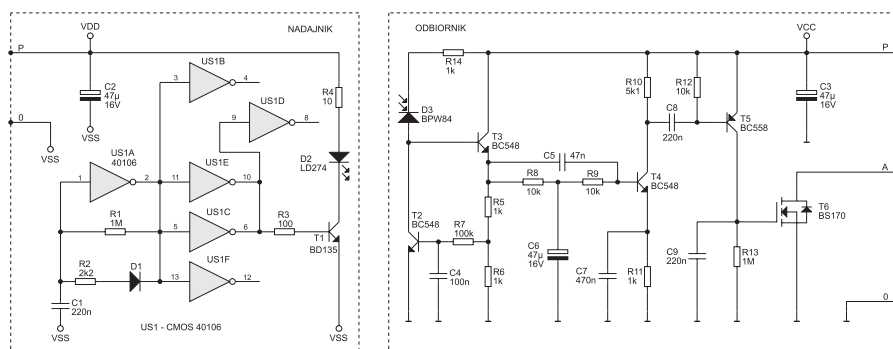 VDD
NADAJNIK
P
C2
47µ
16V
VSS
0
VSS
US1B
3
4
R4
10
US1D
9
8
US1A
40106
1
2
US1E
11
10
D2
LD274
R1
1M
US1C
5
6
R3
100
T1
BD135
R2
2k2
D1
US1F
13
12
C1
220n
VSS
US1 - CMOS 40106
VSS
ODBIORNIK
VCC
P
R14
1k
R10
5k1
R12
10k
C3
47µ
16V
D3
BPW84
T3
BC548
C8
220n
T5
BC558
C5
47n
R8
10k
R9
10k
T4
BC548
A
R5
1k
T6
BS170
T2
BC548
R7
100k
C6
47µ
16V
C4
100n
R6
1k
C7
470n
R11
1k
C9
220n
R13
1M
0